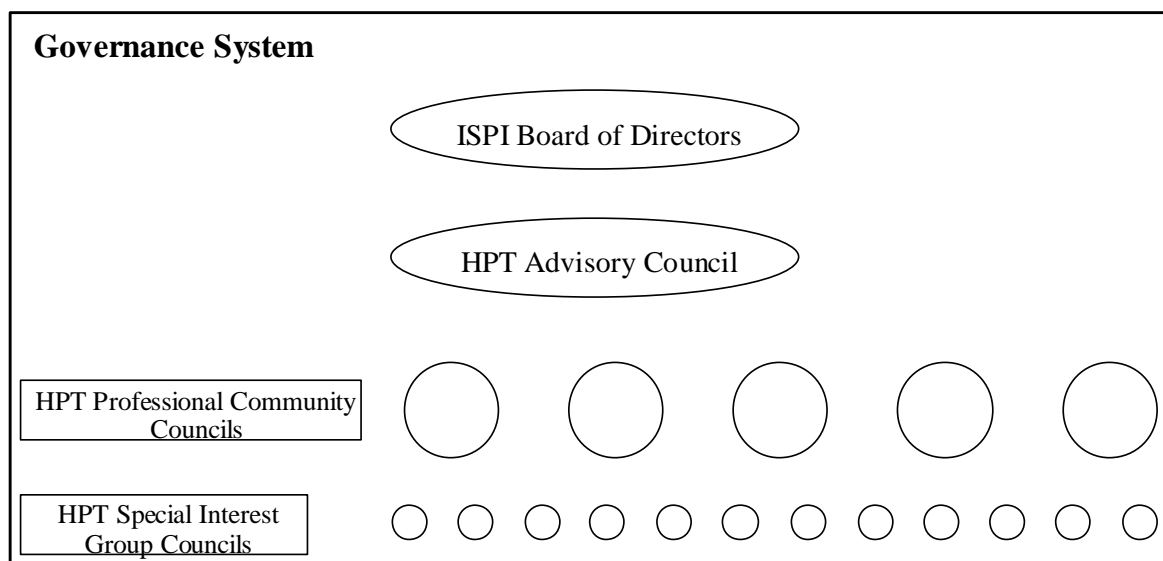 Governance System
ISPI Board of Directors
HPT Advisory Council
HPT Professional Community
Councils
HPT Special Interest
Group Councils